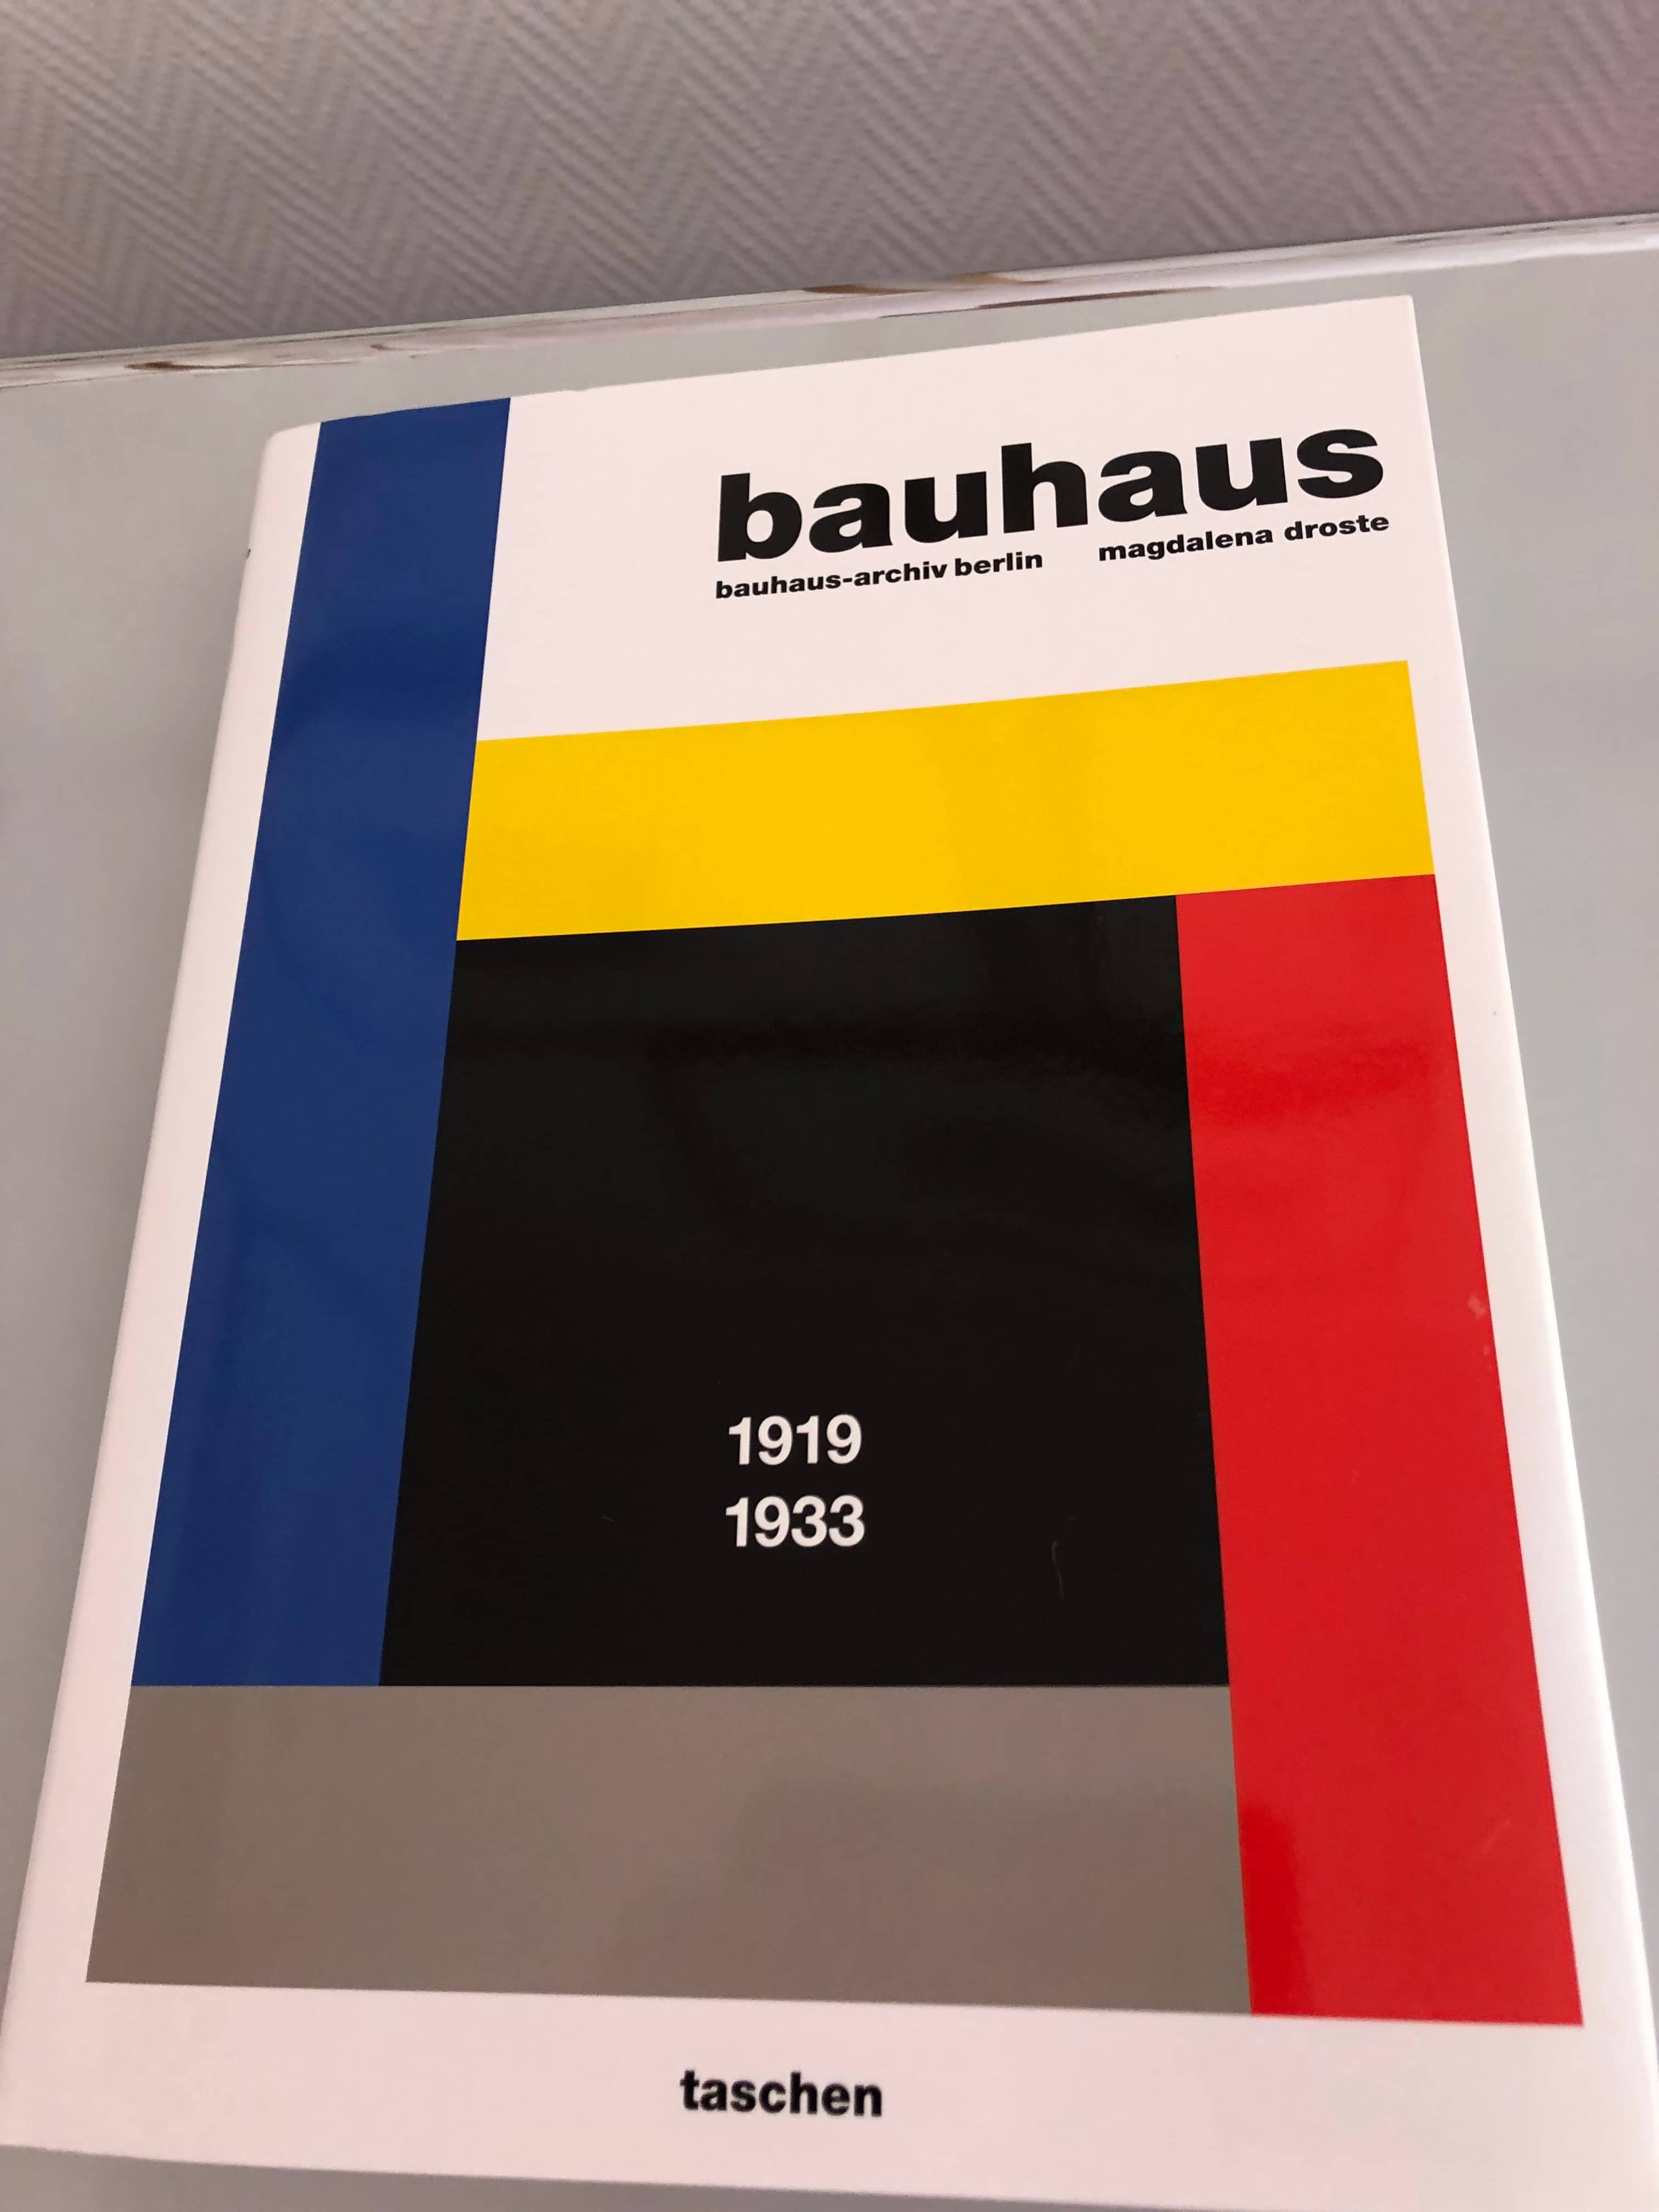 bauhaus
bauhaus-archiv berlin magdalena droste
1919
1933
taschen